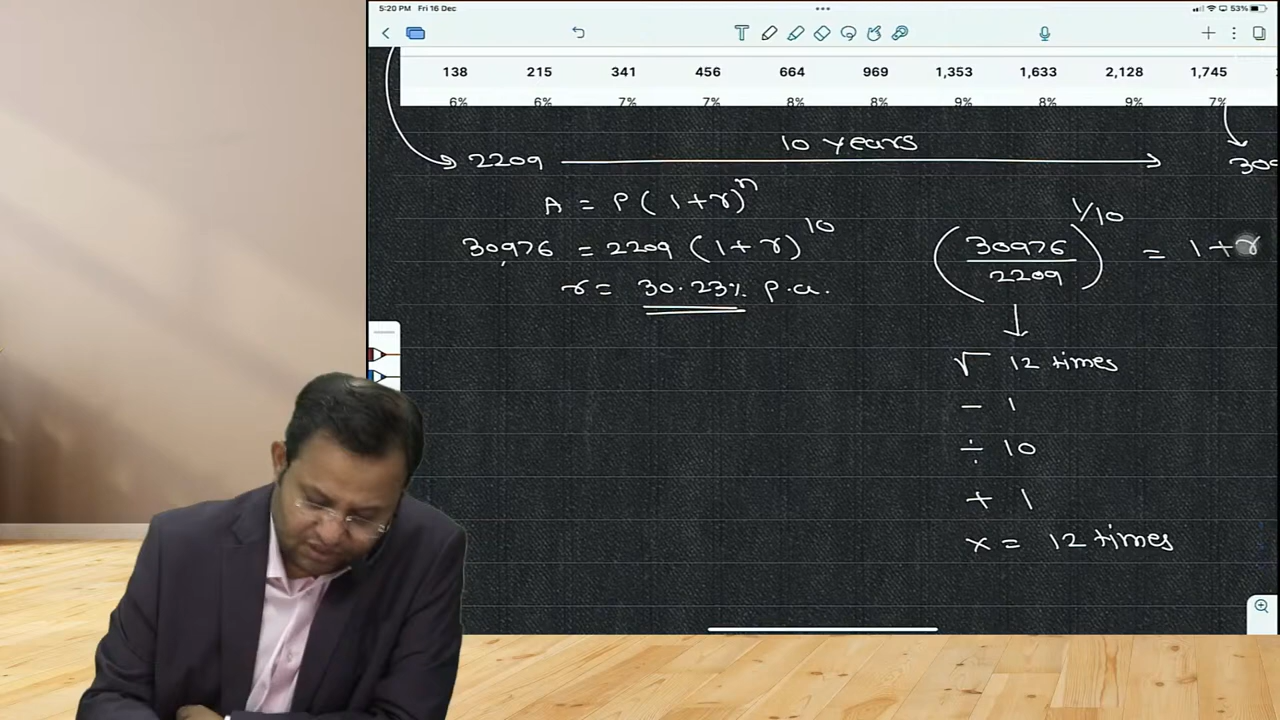 5:20 PM Fri 16 Dec
53%
T
138 215 341 456 664 969 1,353 1,633 2,128 1,745
6% 6% 7% 7% 8% 8% 9% 8% 9% 7%
10 years
2209
A = P ( 1 + r)^n
30,976 = 2209 ( 1 + r )^10
r = 30.23% p.a.
(30976 / 2209)^1/10 = 1 + r
√ 12 times
- 1
÷ 10
+ 1
x = 12 times